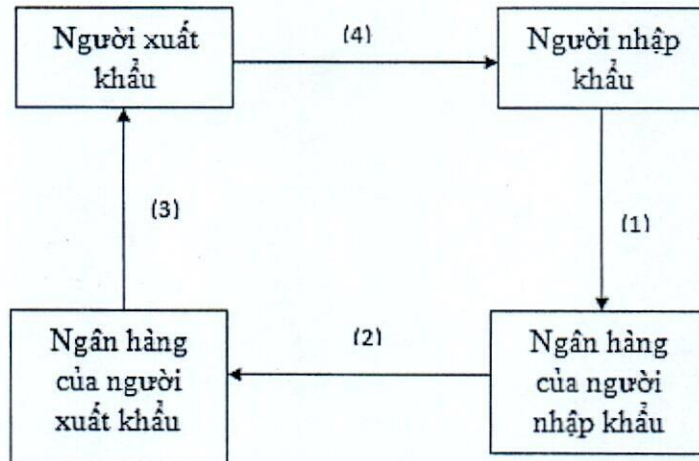 Người xuất
khẩu
(4)
Người nhập
khẩu
(3)
(1)
Ngân hàng
của người
xuất khẩu
(2)
Ngân hàng
của người
nhập khẩu